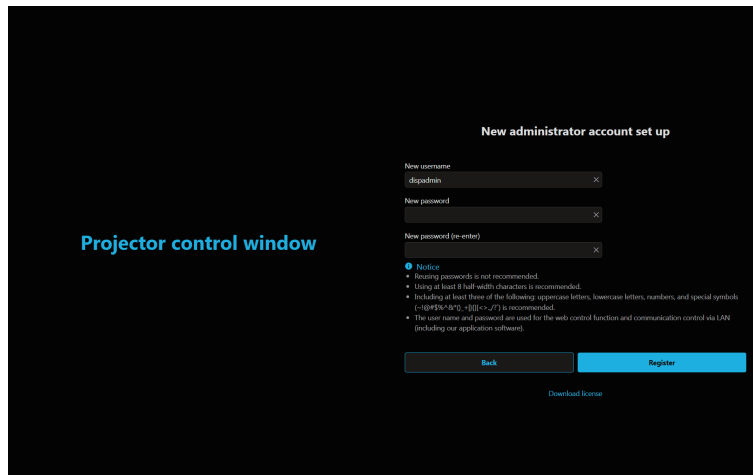 New administrator account set up
New username
dispadmin
New password
Projector control window
New password (re-enter)
Notice
• Reusing passwords is not recommended.
• Using at least 8 half-width characters is recommended.
• Including at least three of the following: uppercase letters, lowercase letters, numbers, and special symbols
is recommended.
• The user name and password are used for the web control function and communication control via LAN
(including our application software).
Back
Register
Download license